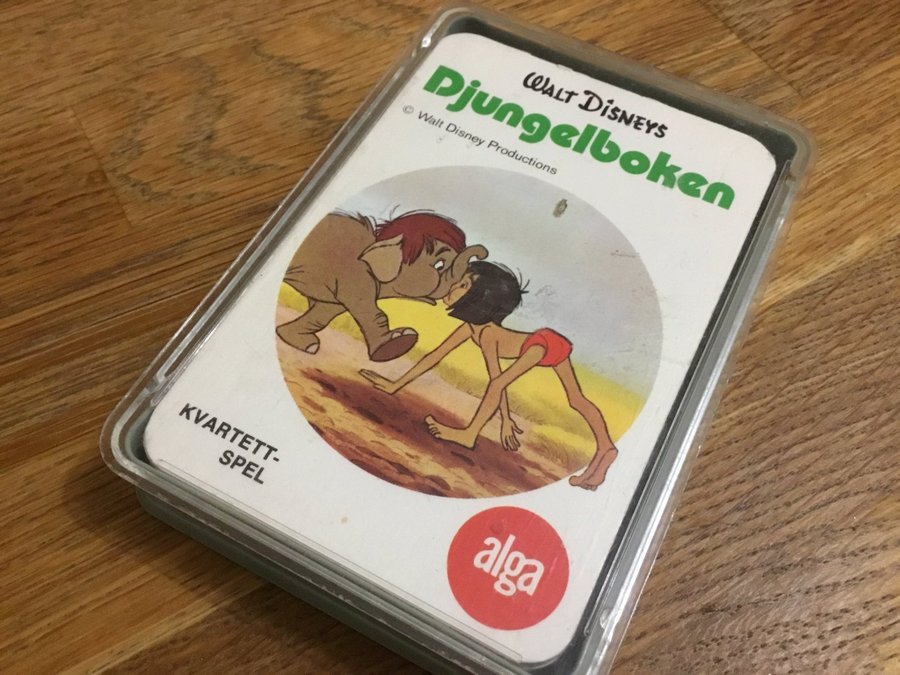 WALT DISNEYS
Djungelboken
© Walt Disney Productions
KVARTETT-
SPEL
alga